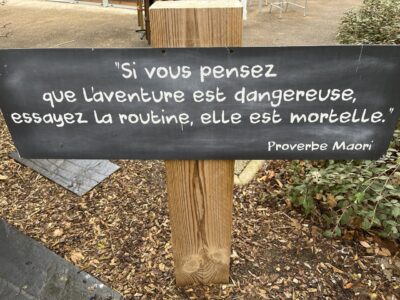 "Si vous pensez
que l'aventure est dangereuse,
essayez la routine, elle est mortelle."
Proverbe Maori